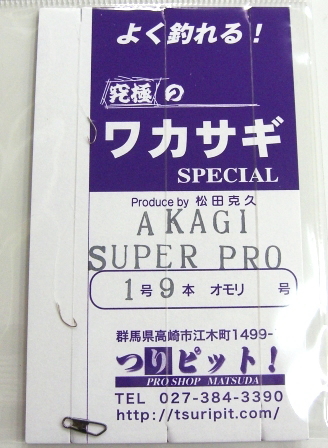 よく釣れる！
究極の
ワカサギ
SPECIAL
Produce by 松田克久
AKAGI
SUPER PRO
1号9本 オモリ 号
群馬県高崎市江木町1499-
つりピット！
PRO SHOP MATSUDA
TEL 027-384-3390
http://tsuripit.com/